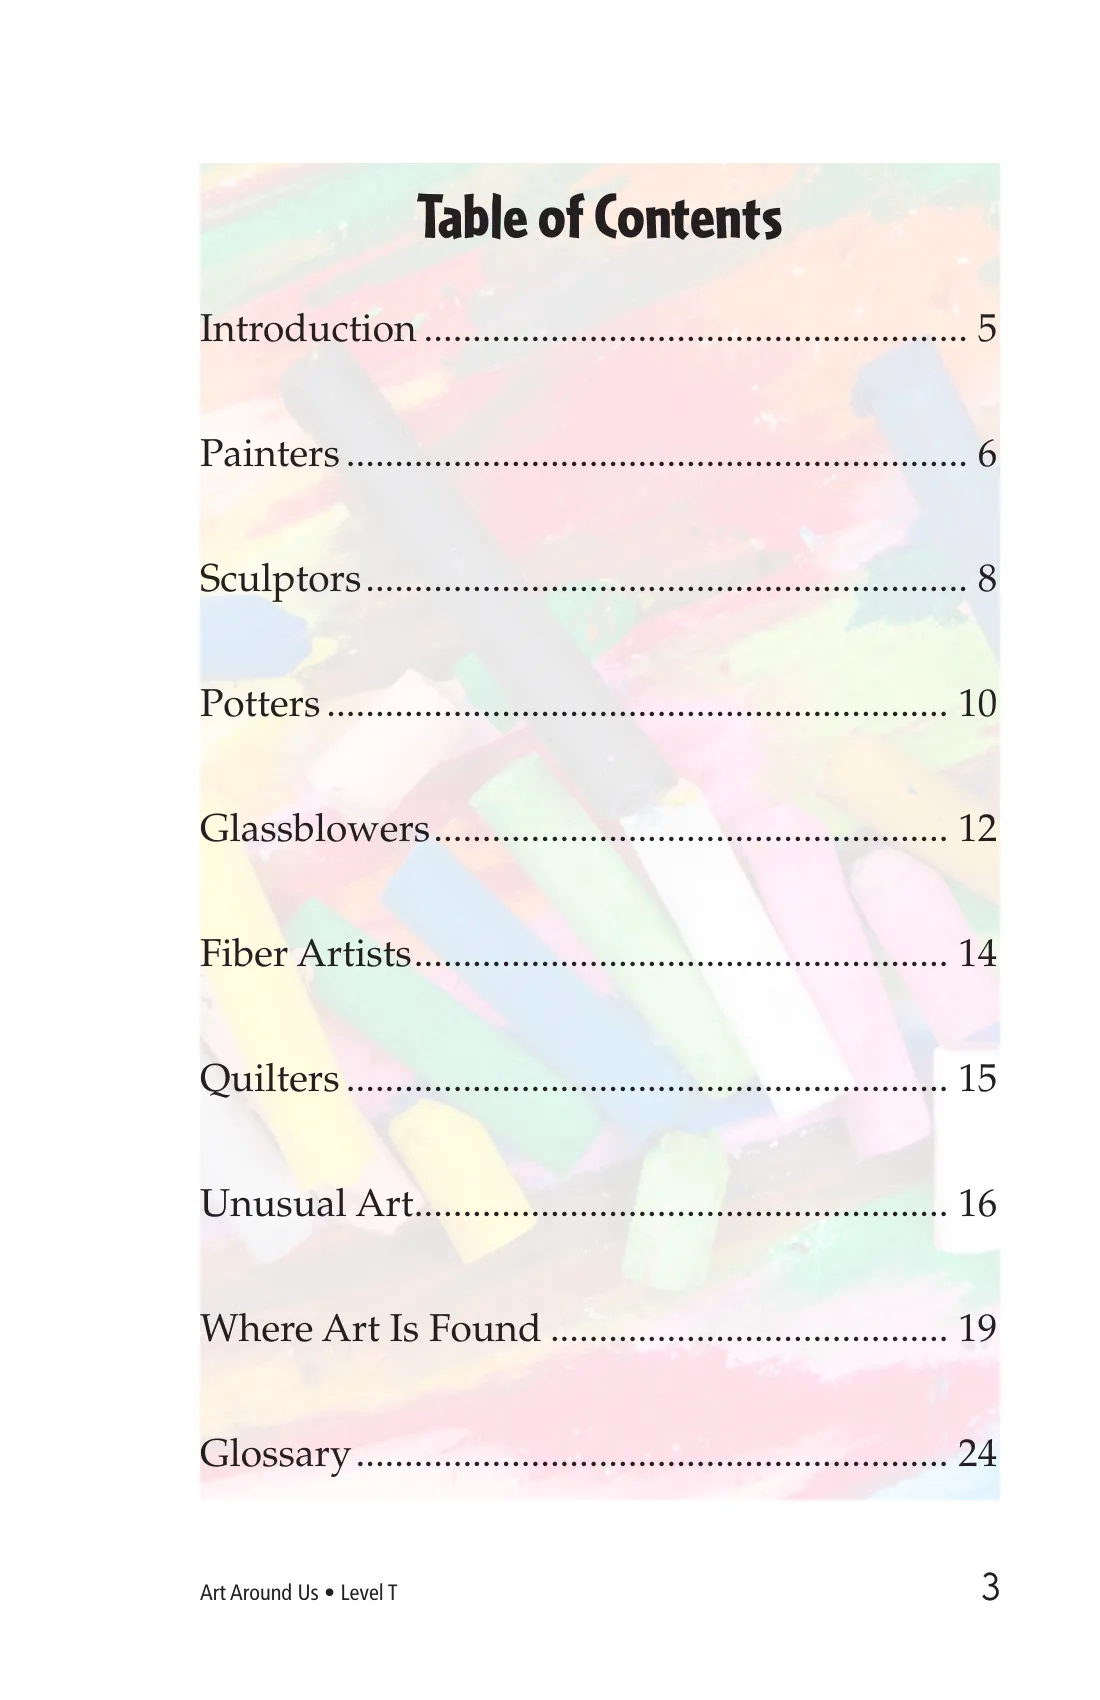 Table of Contents
Introduction ........................................................ 5
Painters ................................................................ 6
Sculptors .............................................................. 8
Potters ................................................................ 10
Glassblowers ..................................................... 12
Fiber Artists ....................................................... 14
Quilters .............................................................. 15
Unusual Art ....................................................... 16
Where Art Is Found ......................................... 19
Glossary ............................................................. 24
Art Around Us • Level T 3